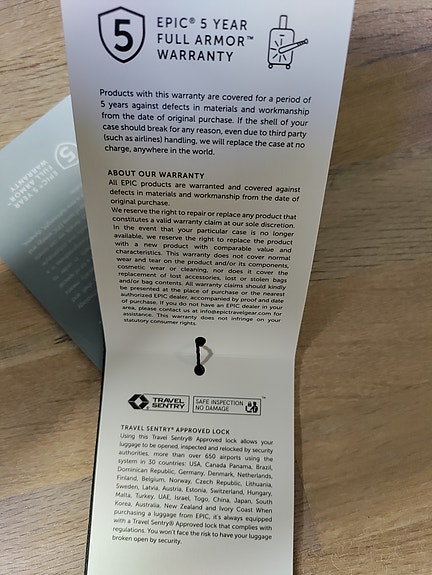 5
EPIC® 5 YEAR
FULL ARMOR™
WARRANTY
Products with this warranty are covered for a period of
5 years against defects in materials and workmanship
from the date of original purchase. If the shell of your
case should break for any reason, even due to third party
(such as airlines) handling, we will replace the case at no
charge, anywhere in the world.
ABOUT OUR WARRANTY
All EPIC products are warranted and covered against
defects in materials and workmanship from the date of
original purchase.
We reserve the right to repair or replace any product that
constitutes a valid warranty claim at our sole discretion.
In the event that your particular case is no longer
available, we reserve the right to replace the product
with a new product with comparable value and
characteristics. This warranty does not cover normal
wear and tear on the product and/or its components,
cosmetic wear or cleaning, nor does it cover the
replacement of lost accessories, lost or stolen bags
and/or bag contents. All warranty claims should kindly
be presented at the place of purchase or the nearest
authorized EPIC dealer, accompanied by proof and date
of purchase. If you do not have an EPIC dealer in your
area, please contact us at info@epictravelgear.com for
assistance. This warranty does not infringe on your
statutory consumer rights.
TRAVEL
SENTRY®
SAFE INSPECTION
NO DAMAGE
™
TRAVEL SENTRY® APPROVED LOCK
Using this Travel Sentry® Approved lock allows your
luggage to be opened, inspected and relocked by security
authorities, more than over 650 airports using the
system in 30 countries: USA, Canada Panama, Brazil,
Dominican Republic, Germany, Denmark, Netherlands,
Finland, Belgium, Norway, Czech Republic, Lithuania,
Sweden, Latvia, Austria, Estonia, Switzerland, Hungary,
Malta, Turkey, UAE, Israel, Togo, China, Japan, South
Korea, Australia, New Zealand and Ivory Coast When
purchasing a luggage from EPIC, it's always equipped
with a Travel Sentry® Approved lock that complies with
regulations. You won't face the risk to have your luggage
broken open by security.
5
EPIC® 5 YEAR
FULL ARMOR™
WARRANTY